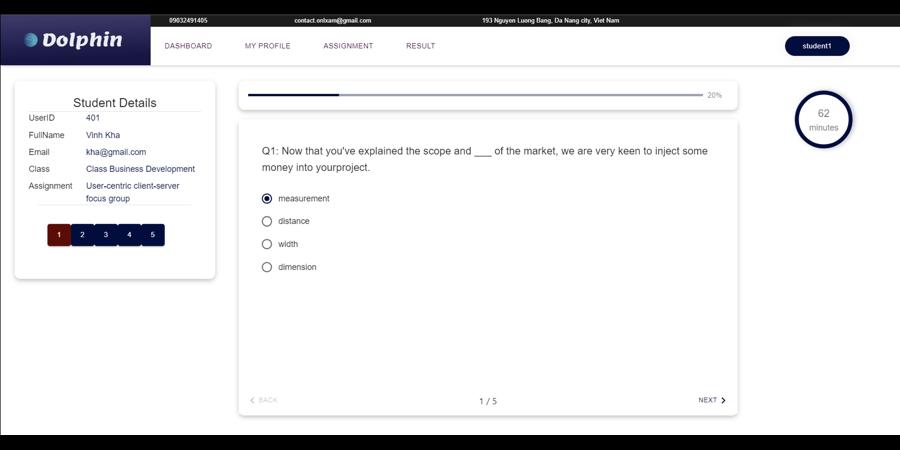 09032491405 contact.onlxam@gmail.com 193 Nguyen Luong Bang, Da Nang city, Viet Nam
Dolphin
DASHBOARD MY PROFILE ASSIGNMENT RESULT student1
Student Details
UserID 401
FullName Vinh Kha
Email kha@gmail.com
Class Class Business Development
Assignment User-centric client-server
focus group
1 2 3 4 5
20%
Q1: Now that you've explained the scope and ___ of the market, we are very keen to inject some
money into yourproject.
measurement
distance
width
dimension
BACK 1 / 5 NEXT
62
minutes